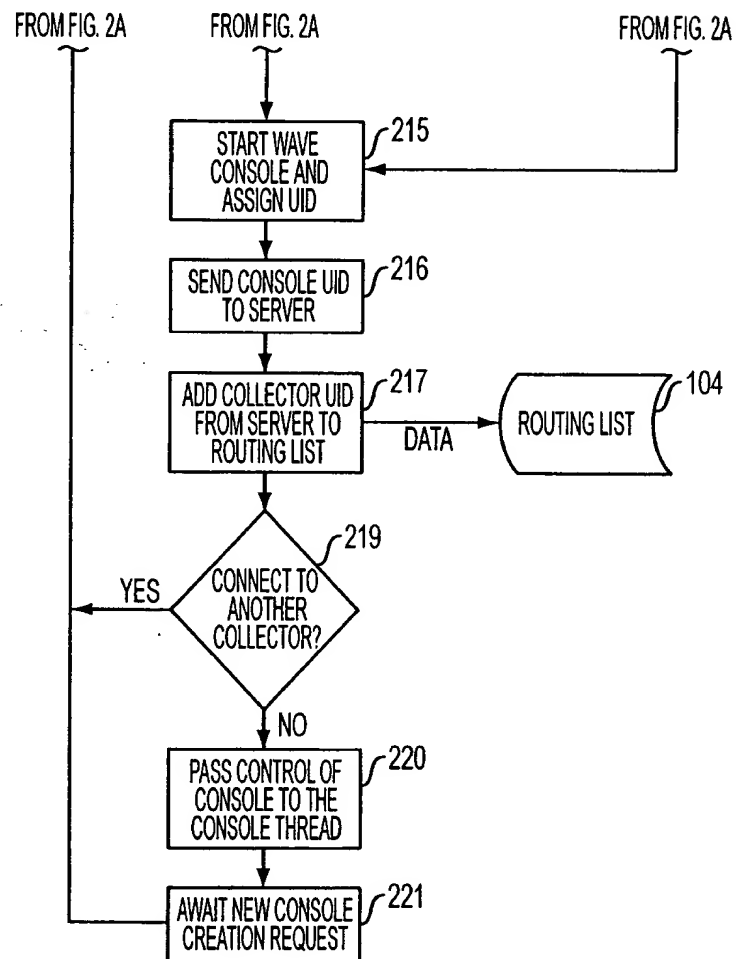 FROM FIG. 2A
FROM FIG. 2A
FROM FIG. 2A
START WAVE
CONSOLE AND
ASSIGN UID
215
SEND CONSOLE UID
TO SERVER
216
ADD COLLECTOR UID
FROM SERVER TO
ROUTING LIST
217
DATA
ROUTING LIST
104
CONNECT TO
ANOTHER
COLLECTOR?
219
YES
NO
PASS CONTROL OF
CONSOLE TO THE
CONSOLE THREAD
220
AWAIT NEW CONSOLE
CREATION REQUEST
221